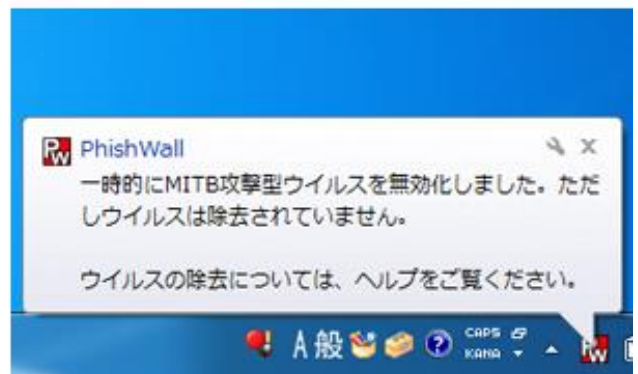 PhishWall
一時的にMITB攻撃型ウイルスを無効化しました。ただ
しウイルスは除去されていません。
ウイルスの除去については、ヘルプをご覧ください。
A 般
CAPS
KANA
PW